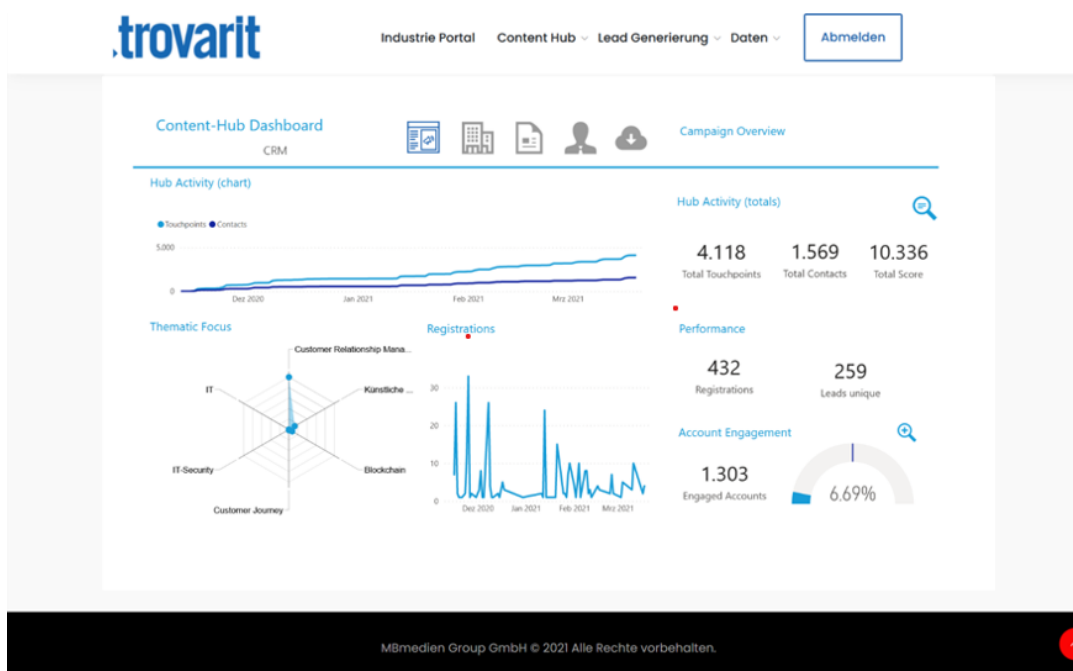 .trovarit
Industrie Portal Content Hub Lead Generierung Daten Abmelden
Content-Hub Dashboard
CRM
Campaign Overview
Hub Activity (chart)
Touchpoints Contacts
5.000
0
Dez 2020 Jan 2021 Feb 2021 Mrz 2021
Hub Activity (totals)
4.118 1.569 10.336
Total Touchpoints Total Contacts Total Score
Thematic Focus
Customer Relationship Mana...
IT
Künstliche ...
IT-Security
Blockchain
Customer Journey
Registrations
30
20
10
0
Dez 2020 Jan 2021 Feb 2021 Mrz 2021
Performance
432 259
Registrations Leads unique
Account Engagement
1.303
Engaged Accounts
6.69%
MBmedien Group GmbH © 2021 Alle Rechte vorbehalten.